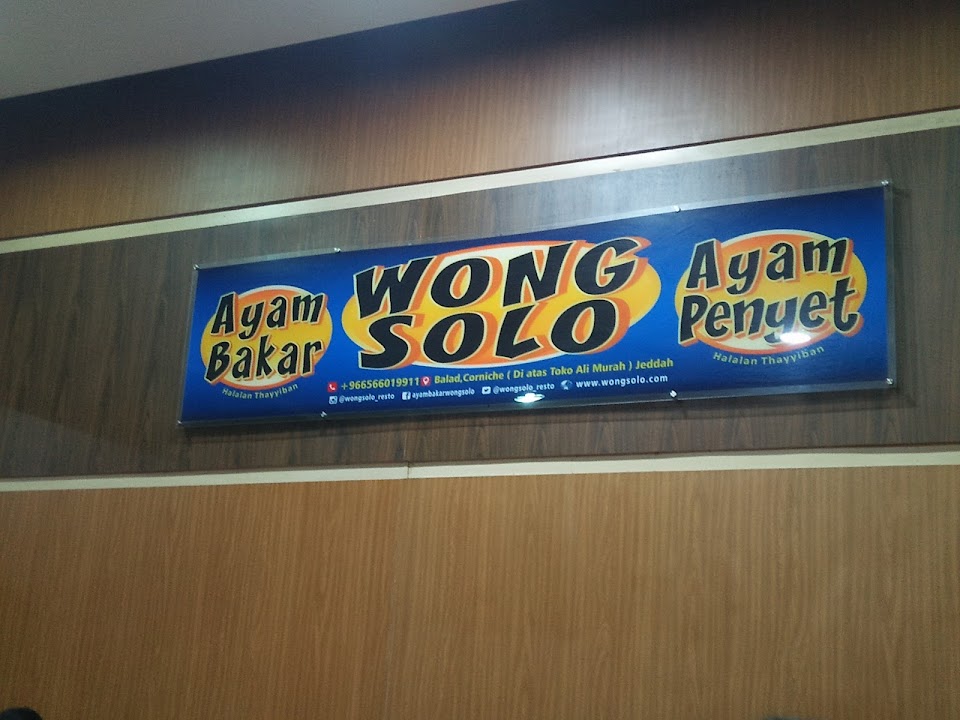 Ayam
Bakar
Halalan Thayyiban
WONG
SOLO
Ayam
Penyet
Halalan Thayyiban
+966566019911 Balad,Corniche ( Di atas Toko Ali Murah ) Jeddah
@wongsolo_resto ayambakarwongsolo @wongsolo_resto www.wongsolo.com